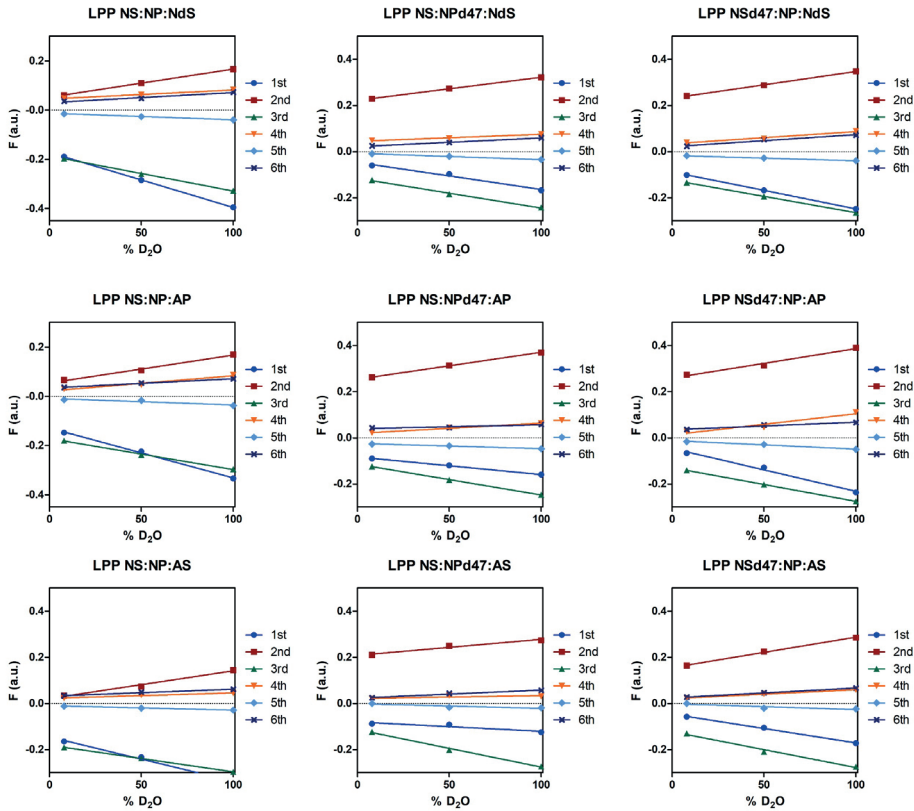 LPP NS:NP:NdS
F (a.u.)
0.2
-0.0
-0.2
-0.4
0
50
100
% D2O
1st
2nd
3rd
4th
5th
6th
LPP NS:NPd47:NdS
F (a.u.)
0.4
0.2
0.0
-0.2
0
50
100
% D2O
1st
2nd
3rd
4th
5th
6th
LPP NSd47:NP:NdS
F (a.u.)
0.4
0.2
0.0
-0.2
0
50
100
% D2O
1st
2nd
3rd
4th
5th
6th
LPP NS:NP:AP
F (a.u.)
0.2
-0.0
-0.2
-0.4
0
50
100
% D2O
1st
2nd
3rd
4th
5th
6th
LPP NS:NPd47:AP
F (a.u.)
0.4
0.2
0.0
-0.2
0
50
100
% D2O
1st
2nd
3rd
4th
5th
6th
LPP NSd47:NP:AP
F (a.u.)
0.4
0.2
0.0
-0.2
0
50
100
% D2O
1st
2nd
3rd
4th
5th
6th
LPP NS:NP:AS
F (a.u.)
0.4
0.2
0.0
-0.2
0
50
100
% D2O
1st
2nd
3rd
4th
5th
6th
LPP NS:NPd47:AS
F (a.u.)
0.4
0.2
0.0
-0.2
0
50
100
% D2O
1st
2nd
3rd
4th
5th
6th
LPP NSd47:NP:AS
F (a.u.)
0.4
0.2
0.0
-0.2
0
50
100
% D2O
1st
2nd
3rd
4th
5th
6th